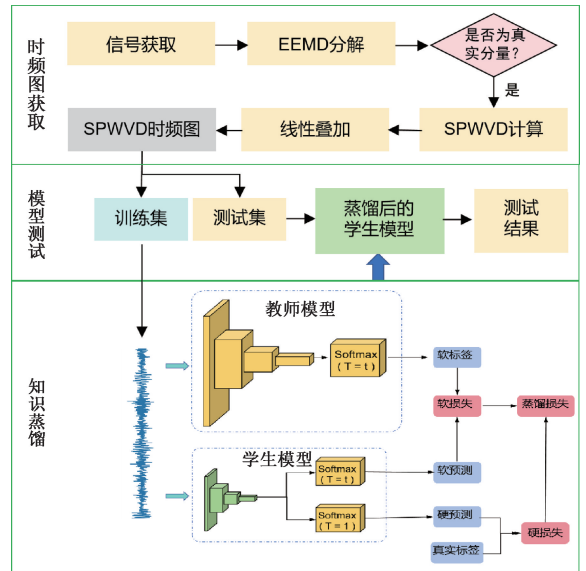 时频图获取
信号获取
EEMD分解
是否为真
实分量？
是
SPWVD时频图
线性叠加
SPWVD计算
模型测试
训练集
测试集
蒸馏后的
学生模型
测试
结果
知识蒸馏
教师模型
Softmax
( T = t )
软标签
软损失
蒸馏损失
学生模型
Softmax
( T = t )
软预测
Softmax
( T = 1 )
硬预测
真实标签
硬损失